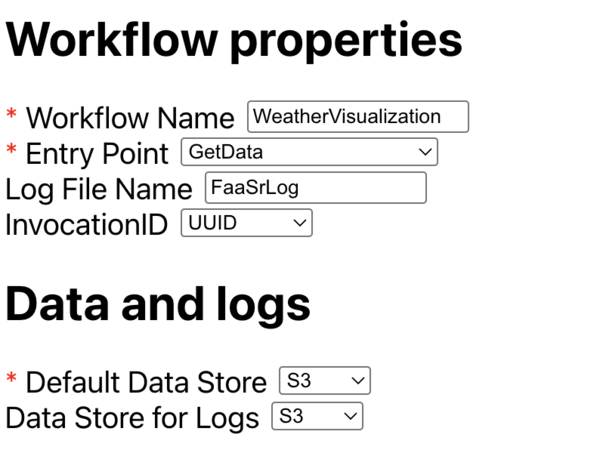 Workflow properties
* Workflow Name WeatherVisualization
* Entry Point GetData
Log File Name FaaSrLog
InvocationID UUID
Data and logs
* Default Data Store S3
Data Store for Logs S3